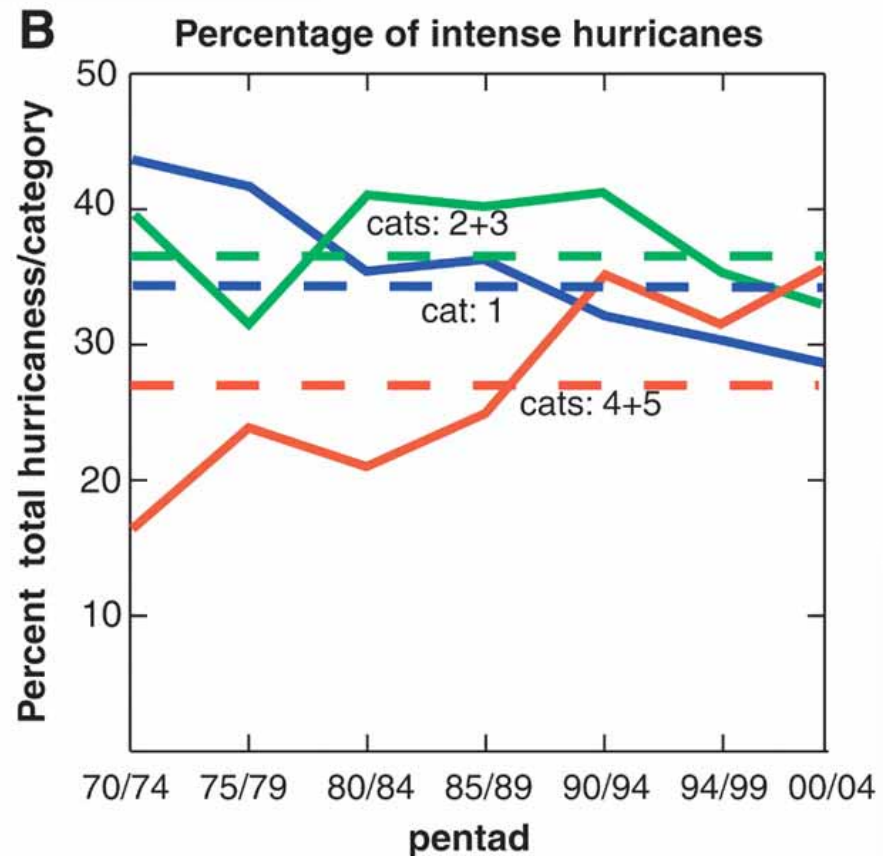 B
Percentage of intense hurricanes
Percent total hurricaness/category
50
40
30
20
10
cats: 2+3
cat: 1
cats: 4+5
70/74 75/79 80/84 85/89 90/94 94/99 00/04
pentad